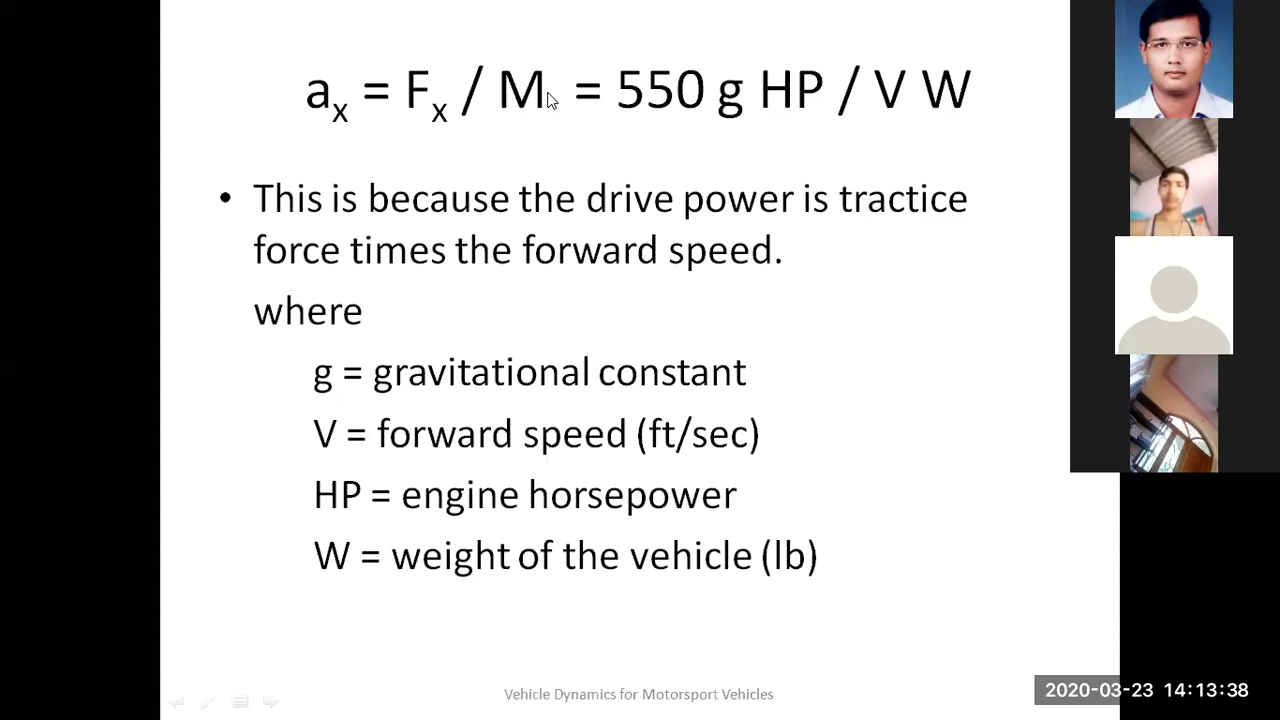 aₓ = Fₓ / M = 550 g HP / V W
• This is because the drive power is tractice
force times the forward speed.
where
g = gravitational constant
V = forward speed (ft/sec)
HP = engine horsepower
W = weight of the vehicle (lb)
Vehicle Dynamics for Motorsport Vehicles
2020-03-23 14:13:38